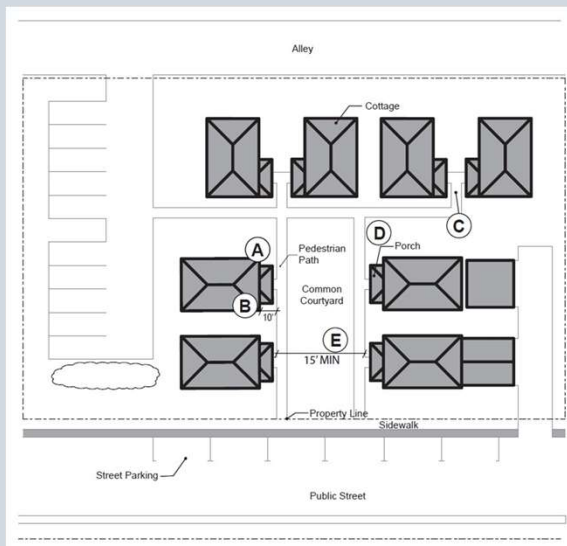 Alley
Cottage
C
A
Pedestrian
Path
D
Porch
Common
Courtyard
B
10'
E
15' MIN
Property Line
Sidewalk
Street Parking
Public Street